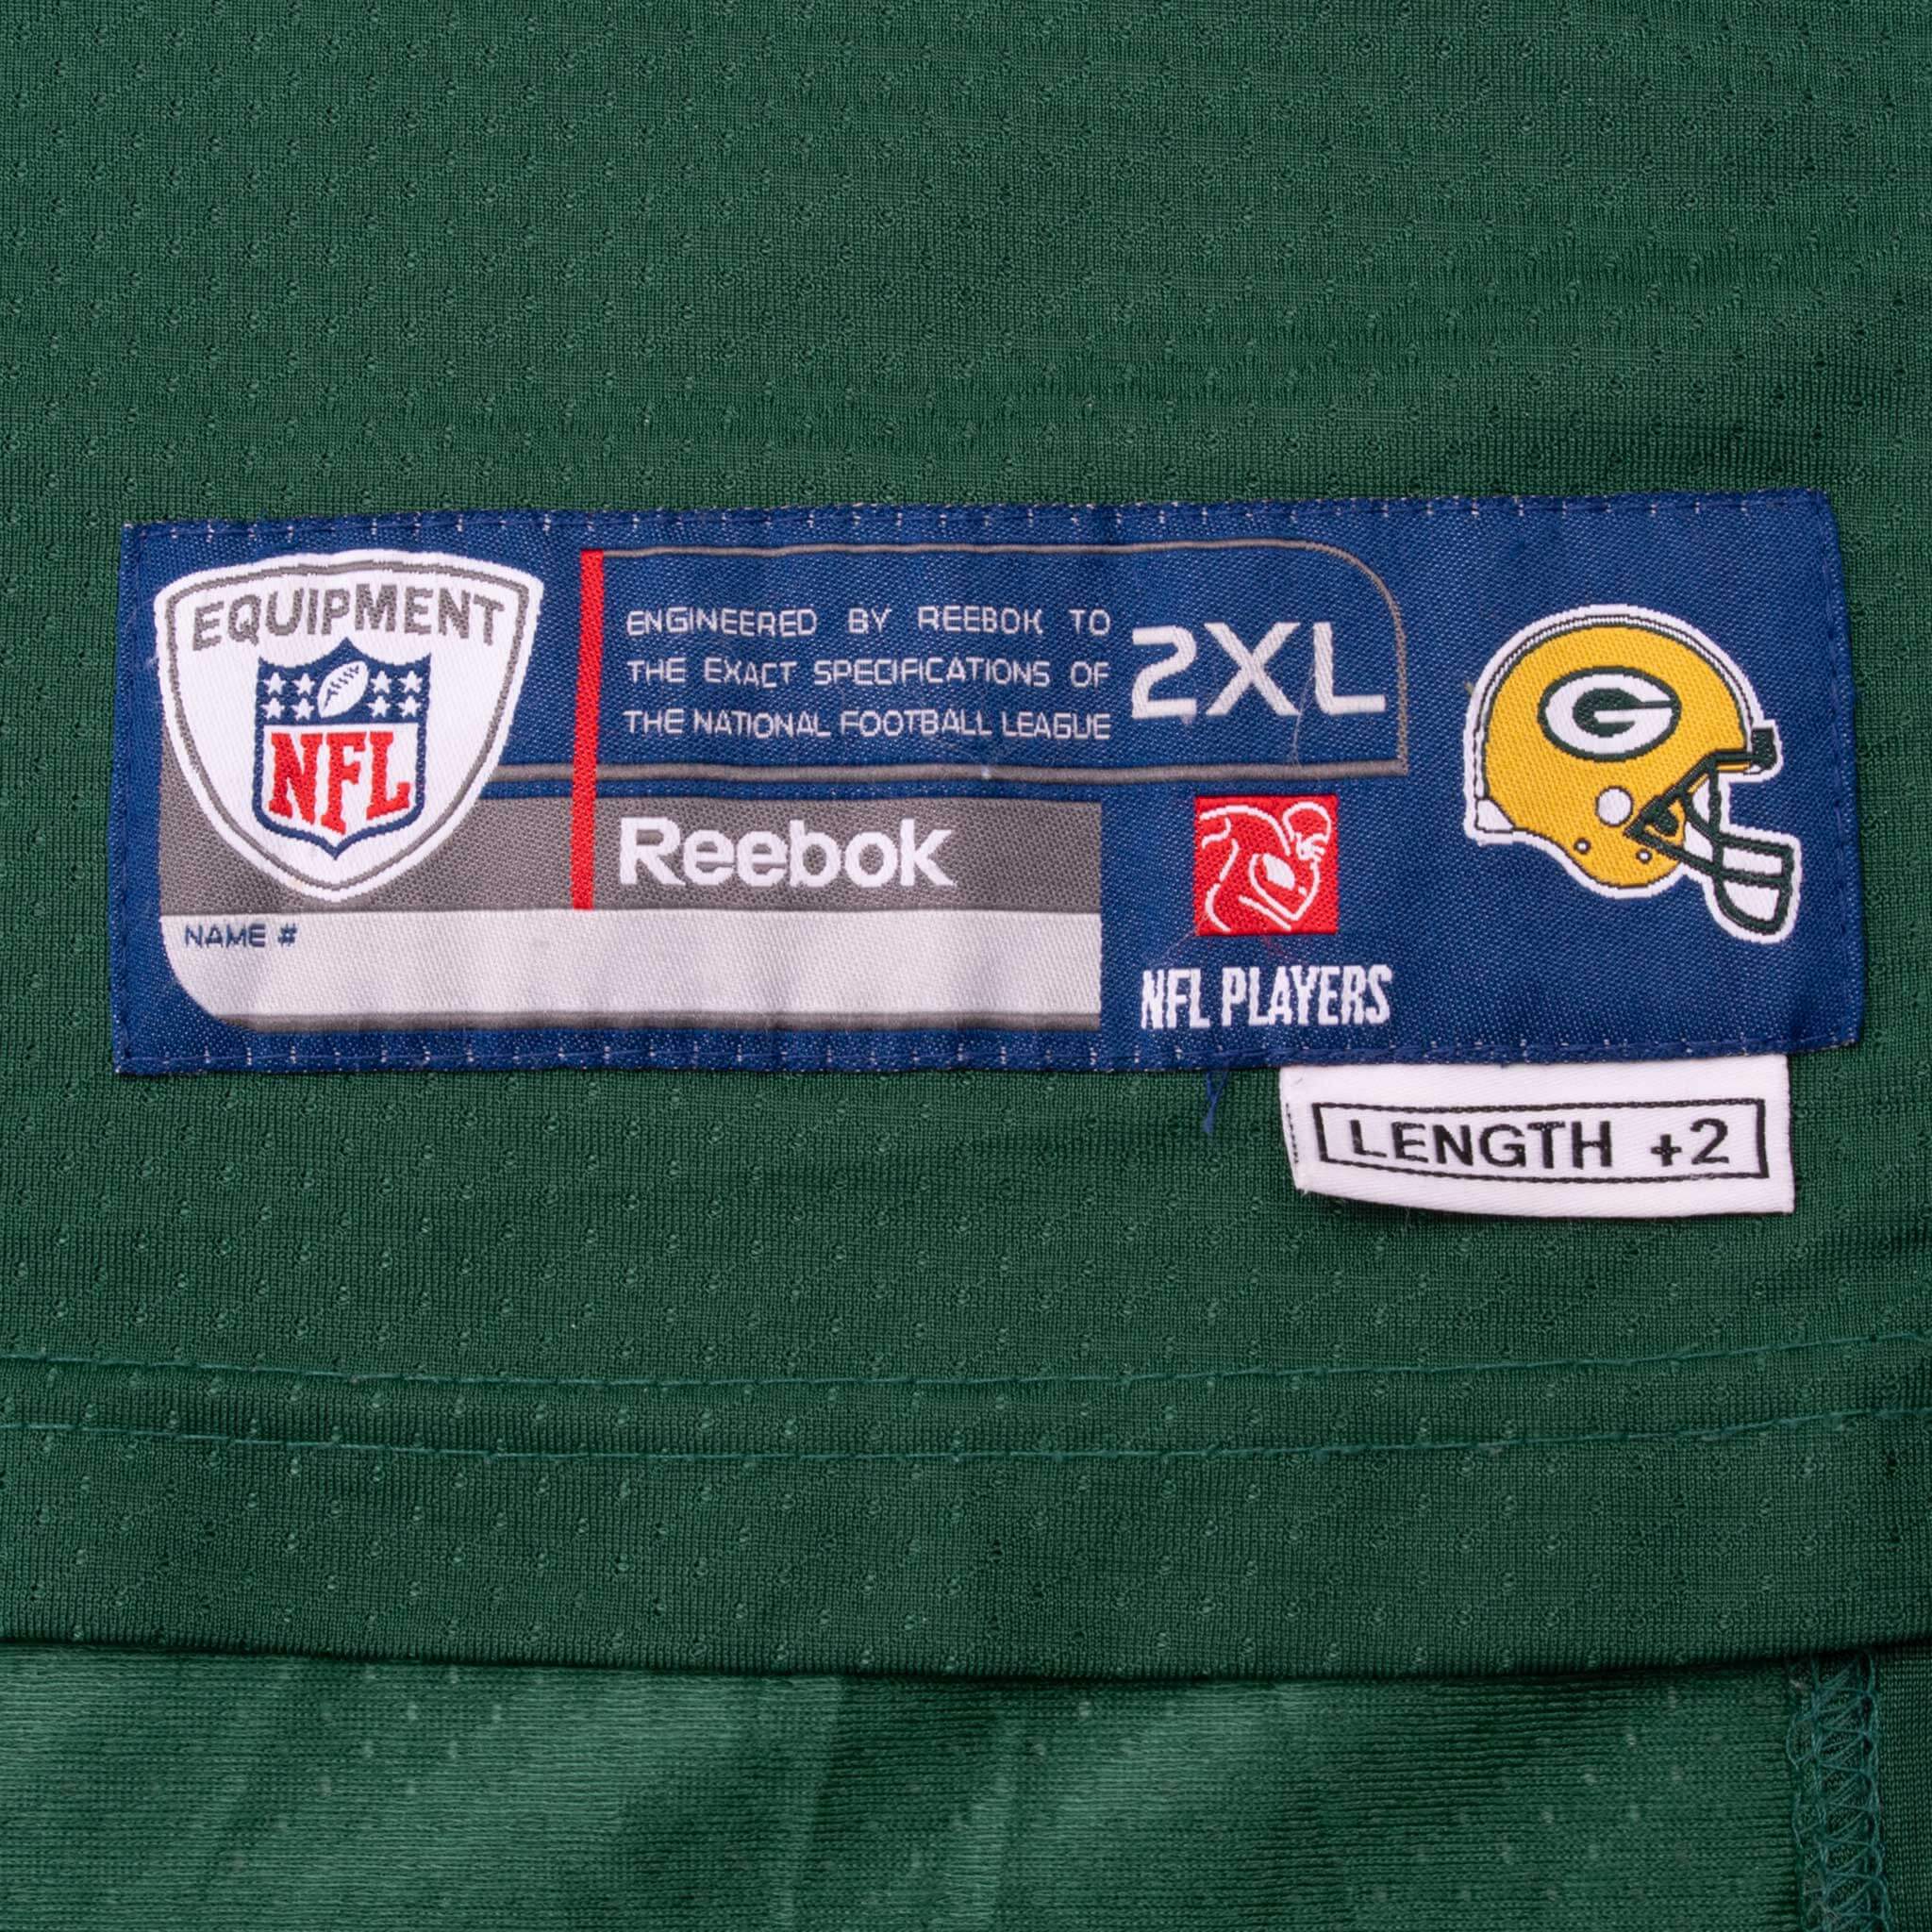 EQUIPMENT
NFL
ENGINEERED BY REEBOK TO
THE EXACT SPECIFICATIONS OF
THE NATIONAL FOOTBALL LEAGUE
2XL
Reebok
NAME #
NFL PLAYERS
G
LENGTH +2